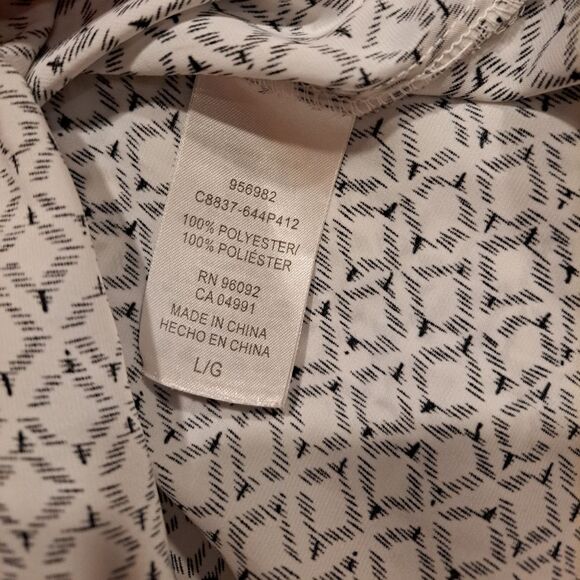 956982
C8837-644P412
100% POLYESTER/
100% POLIESTER
RN 96092
CA 04991
MADE IN CHINA
HECHO EN CHINA
L/G